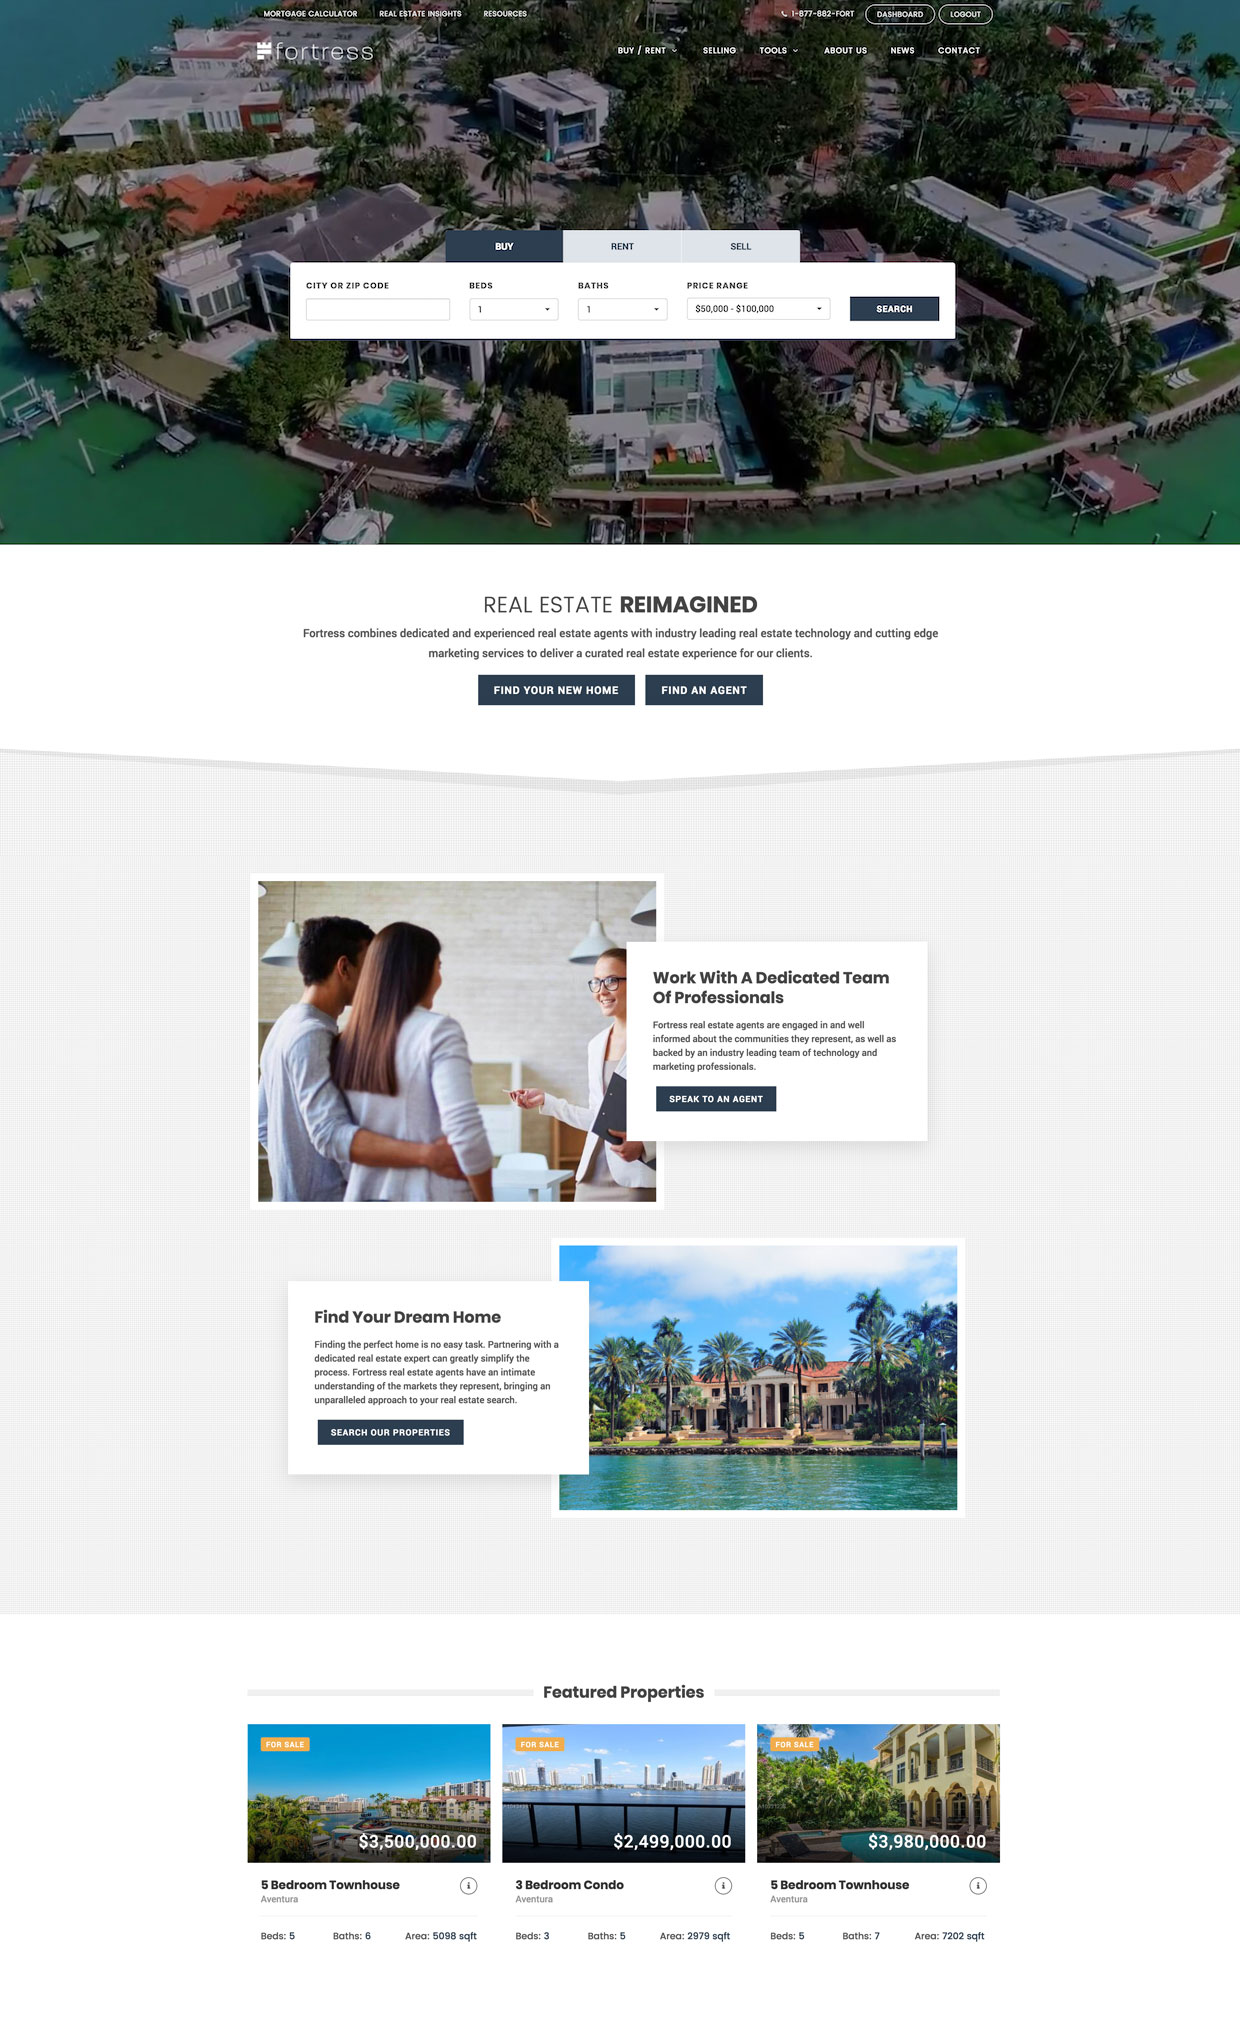 MORTGAGE CALCULATOR REAL ESTATE INSIGHTS RESOURCES 1-877-882-FORT DASHBOARD LOGOUT
fortress BUY / RENT SELLING TOOLS ABOUT US NEWS CONTACT
BUY RENT SELL
CITY OR ZIP CODE BEDS BATHS PRICE RANGE
1 1 $50,000 - $100,000 SEARCH
REAL ESTATE REIMAGINED
Fortress combines dedicated and experienced real estate agents with industry leading real estate technology and cutting edge
marketing services to deliver a curated real estate experience for our clients.
FIND YOUR NEW HOME FIND AN AGENT
Work With A Dedicated Team
Of Professionals
Fortress real estate agents are engaged in and well
informed about the communities they represent, as well as
backed by an industry leading team of technology and
marketing professionals.
SPEAK TO AN AGENT
Find Your Dream Home
Finding the perfect home is no easy task. Partnering with a
dedicated real estate expert can greatly simplify the
process. Fortress real estate agents have an intimate
understanding of the markets they represent, bringing an
unparalleled approach to your real estate search.
SEARCH OUR PROPERTIES
Featured Properties
FOR SALE FOR SALE FOR SALE
$3,500,000.00 $2,499,000.00 $3,980,000.00
5 Bedroom Townhouse 3 Bedroom Condo 5 Bedroom Townhouse
Aventura Aventura Aventura
Beds: 5 Baths: 6 Area: 5098 sqft Beds: 3 Baths: 5 Area: 2979 sqft Beds: 5 Baths: 7 Area: 7202 sqft